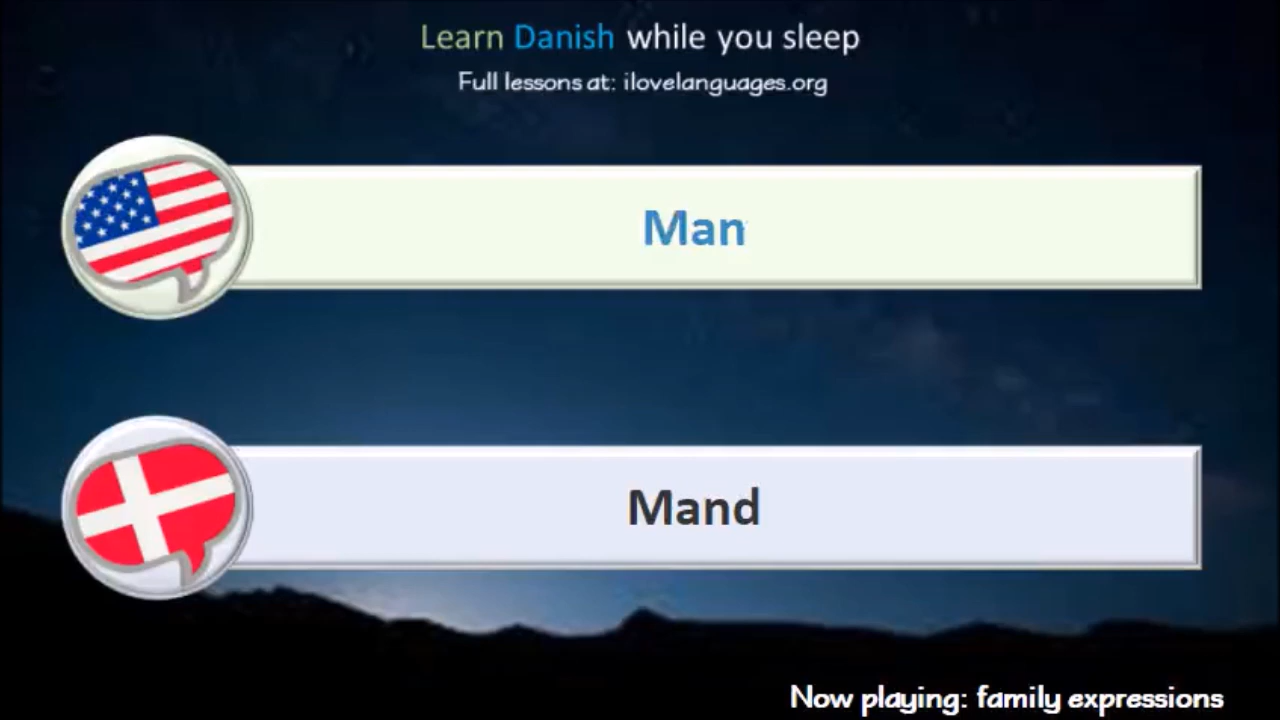 Learn Danish while you sleep
Full lessons at: ilovelanguages.org
Man
Mand
Now playing: family expressions